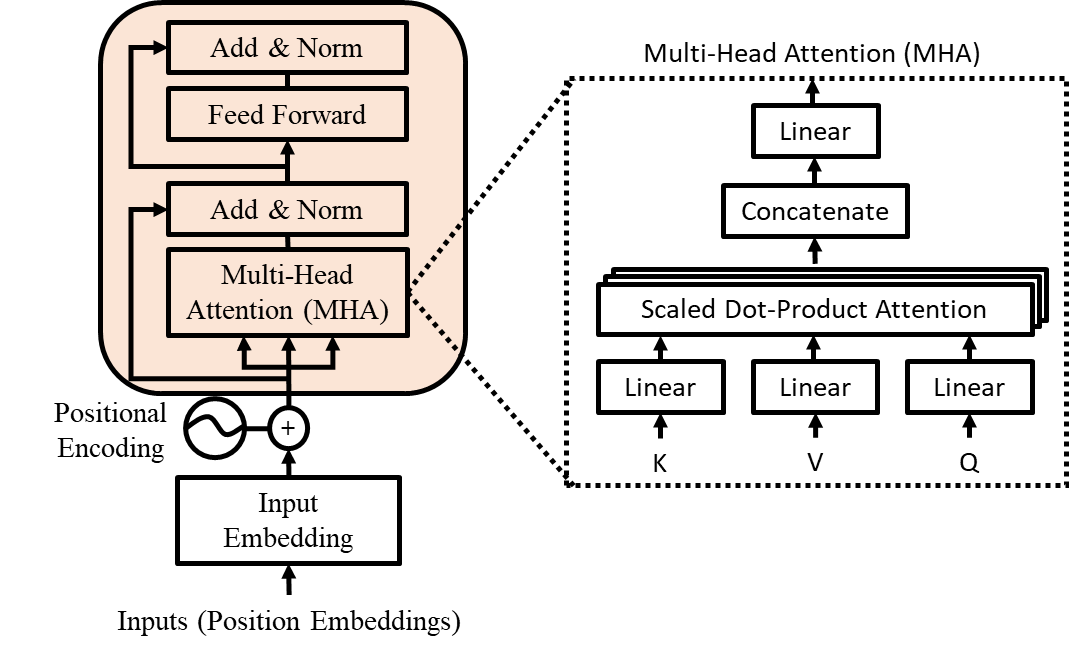 Add & Norm
Feed Forward
Add & Norm
Multi-Head
Attention (MHA)
Positional
Encoding
+
Input
Embedding
Inputs (Position Embeddings)
Multi-Head Attention (MHA)
Linear
Concatenate
Scaled Dot-Product Attention
Linear Linear Linear
K V Q